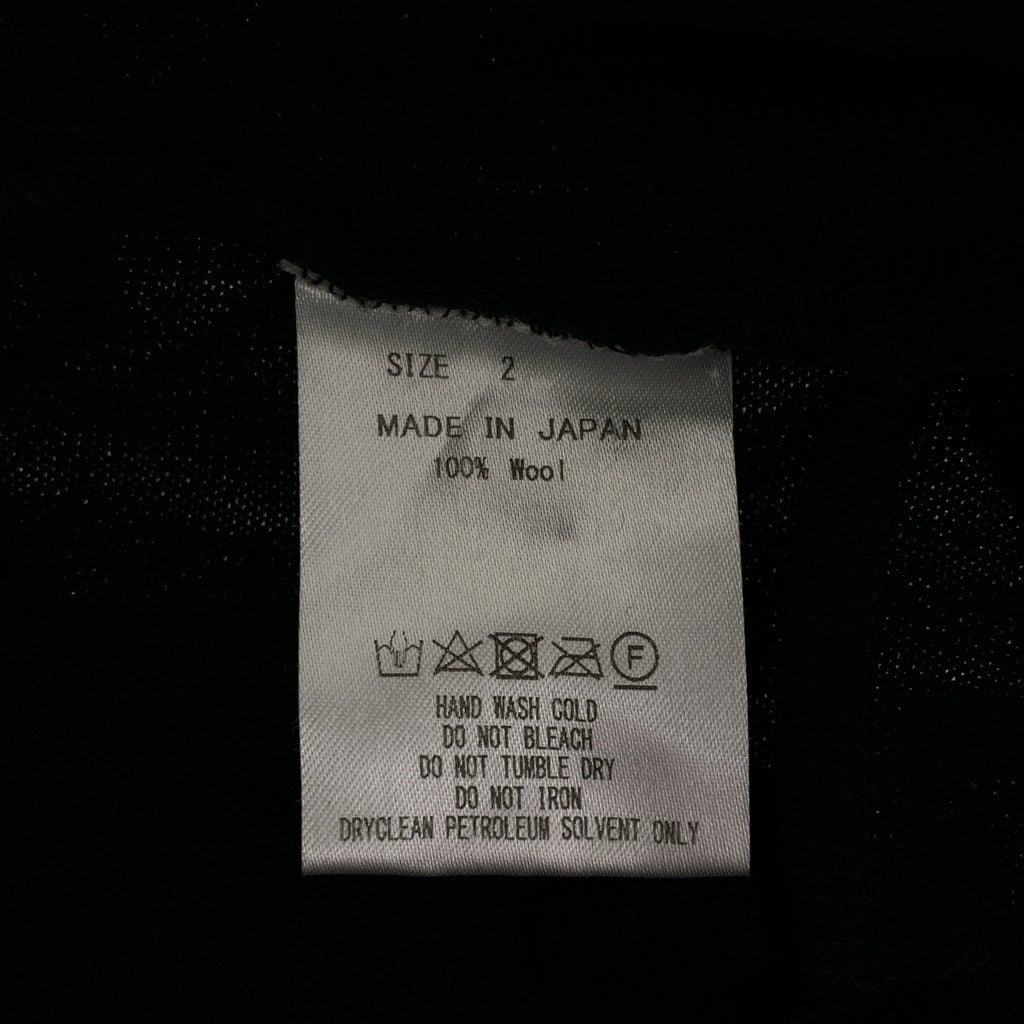 SIZE 2
MADE IN JAPAN
100% Wool
F
HAND WASH COLD
DO NOT BLEACH
DO NOT TUMBLE DRY
DO NOT IRON
DRYCLEAN PETROLEUM SOLVENT ONLY